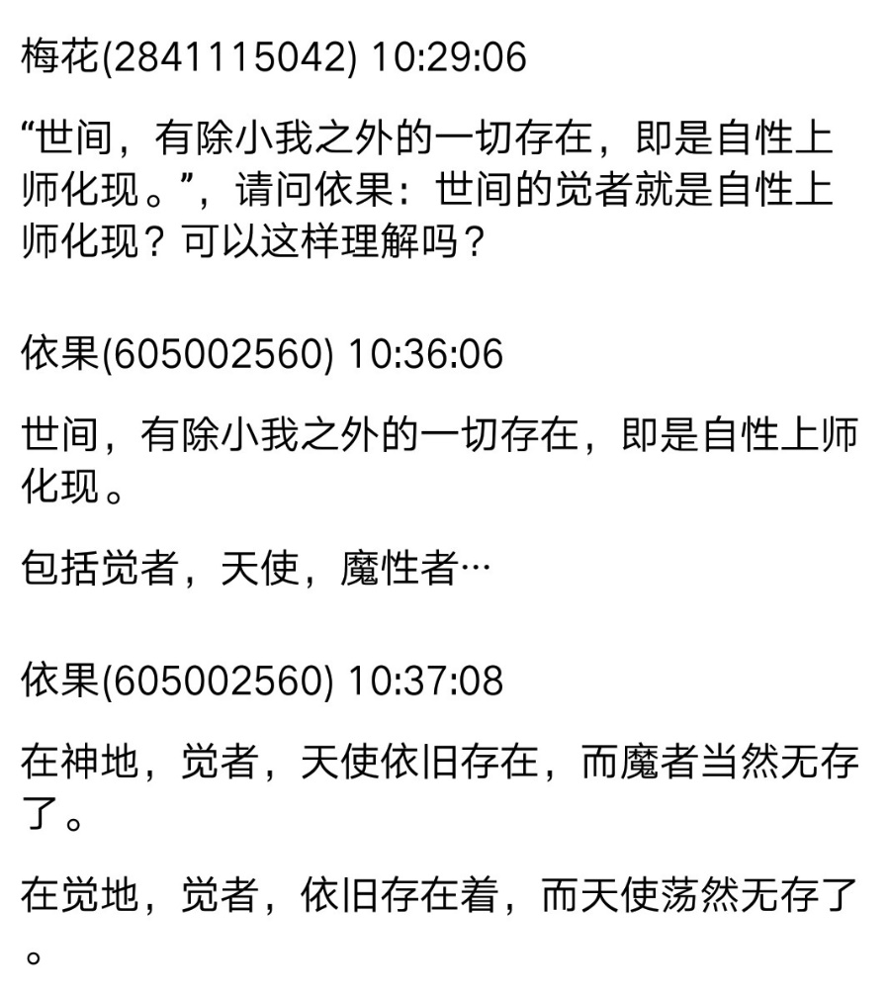 梅花(2841115042) 10:29:06
“世间，有除小我之外的一切存在，即是自性上
师化现。”，请问依果：世间的觉者就是自性上
师化现？可以这样理解吗？
依果(605002560) 10:36:06
世间，有除小我之外的一切存在，即是自性上师
化现。
包括觉者，天使，魔性者…
依果(605002560) 10:37:08
在神地，觉者，天使依旧存在，而魔者当然无存
了。
在觉地，觉者，依旧存在着，而天使荡然无存了
。